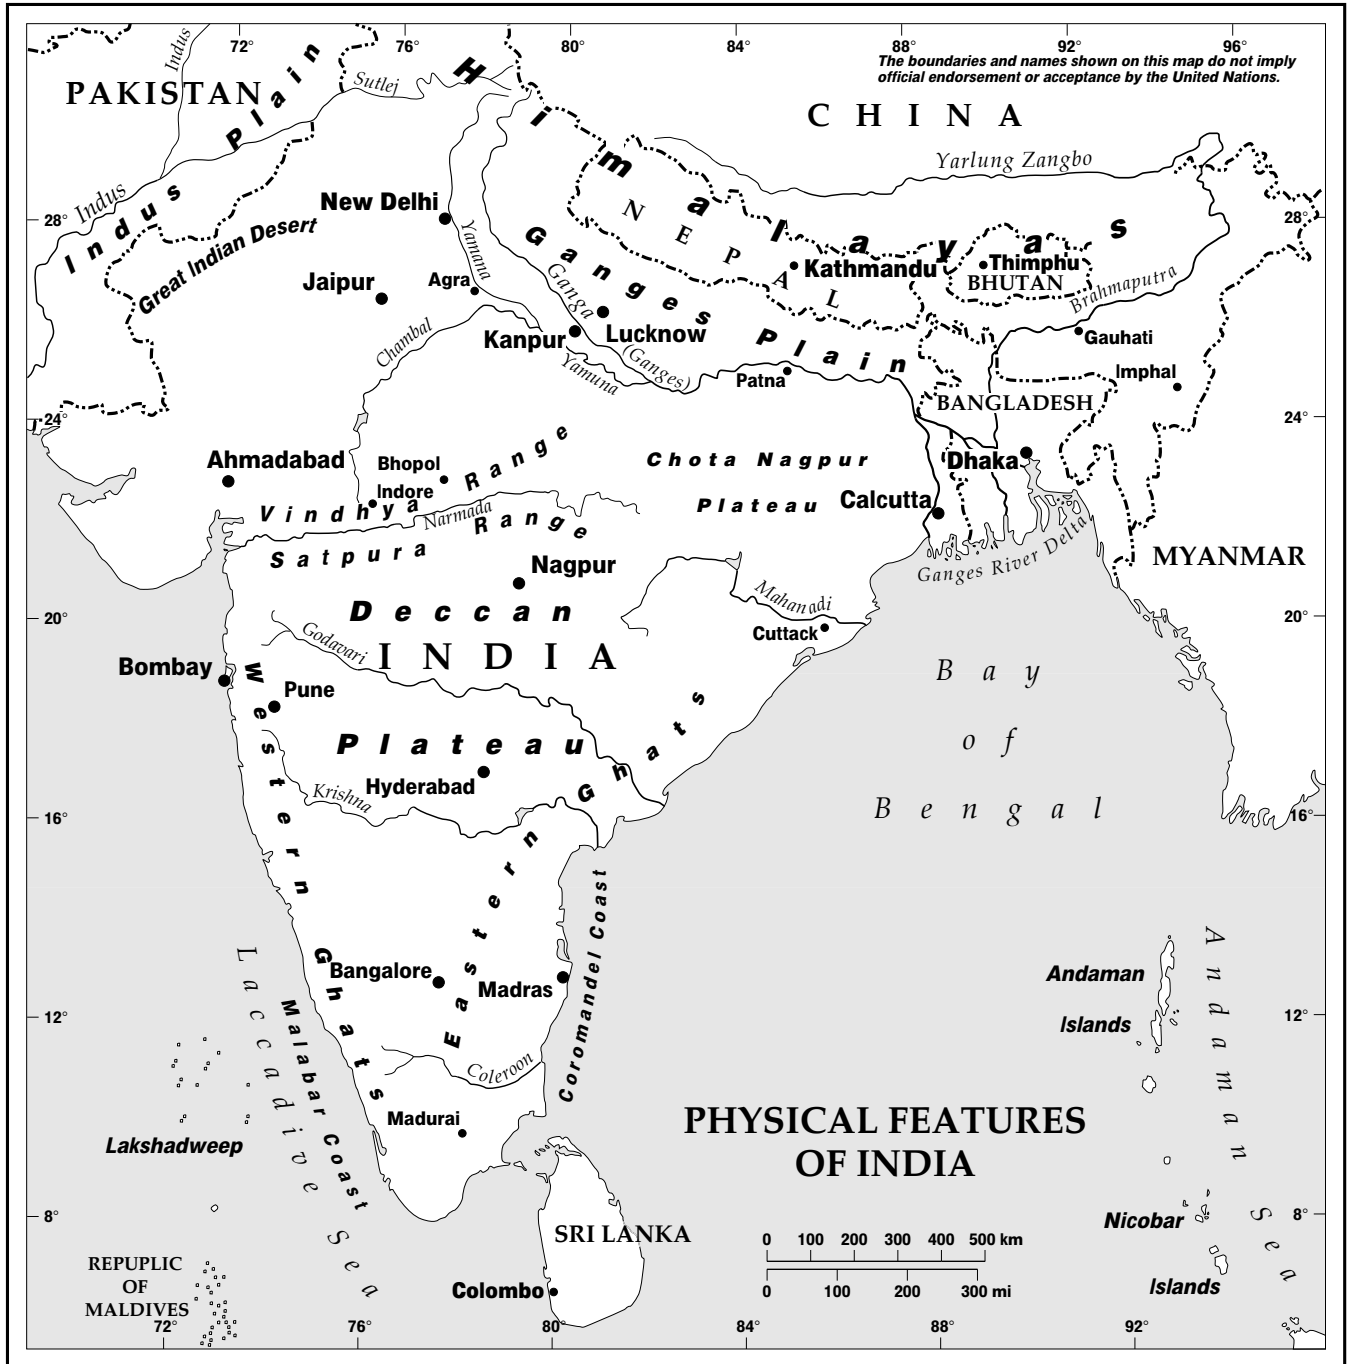 72° 76° 80° 84° 88° 92° 96°
The boundaries and names shown on this map do not imply
official endorsement or acceptance by the United Nations.
Indus
PAKISTAN
Sutlej
CHINA
Yarlung Zangbo
Himalayas
Indus
Indus Plain
Great Indian Desert
New Delhi
28°
28°
NEPAL
Ganges Plain
Yamana
Jaipur
Agra
Ganga
(Ganges)
Kathmandu
Thimphu
BHUTAN
Brahmaputra
Chambal
Kanpur
Lucknow
Yamuna
Patna
Gauhati
Imphal
24°
24°
BANGLADESH
Ahmadabad
Bhopol
Indore
Vindhya Range
Narmada
Chota Nagpur
Plateau
Calcutta
Dhaka
Satpura Range
Nagpur
Ganges River Delta
MYANMAR
Deccan
Mahanadi
20°
20°
Godavari
INDIA
Cuttack
Bombay
Pune
Bay
of
Bengal
Plateau
Hyderabad
Krishna
16°
16°
Western Ghats
Eastern Ghats
Coromandel Coast
Bangalore
Madras
Laccadive Sea
Malabar Coast
Andaman
Islands
Andaman Sea
12°
12°
Coleroon
Madurai
Lakshadweep
PHYSICAL FEATURES
OF INDIA
8°
8°
SRI LANKA
0 100 200 300 400 500 km
0 100 200 300 mi
Nicobar
Islands
REPUPLIC
OF
MALDIVES
Colombo
72° 76° 80° 84° 88° 92°